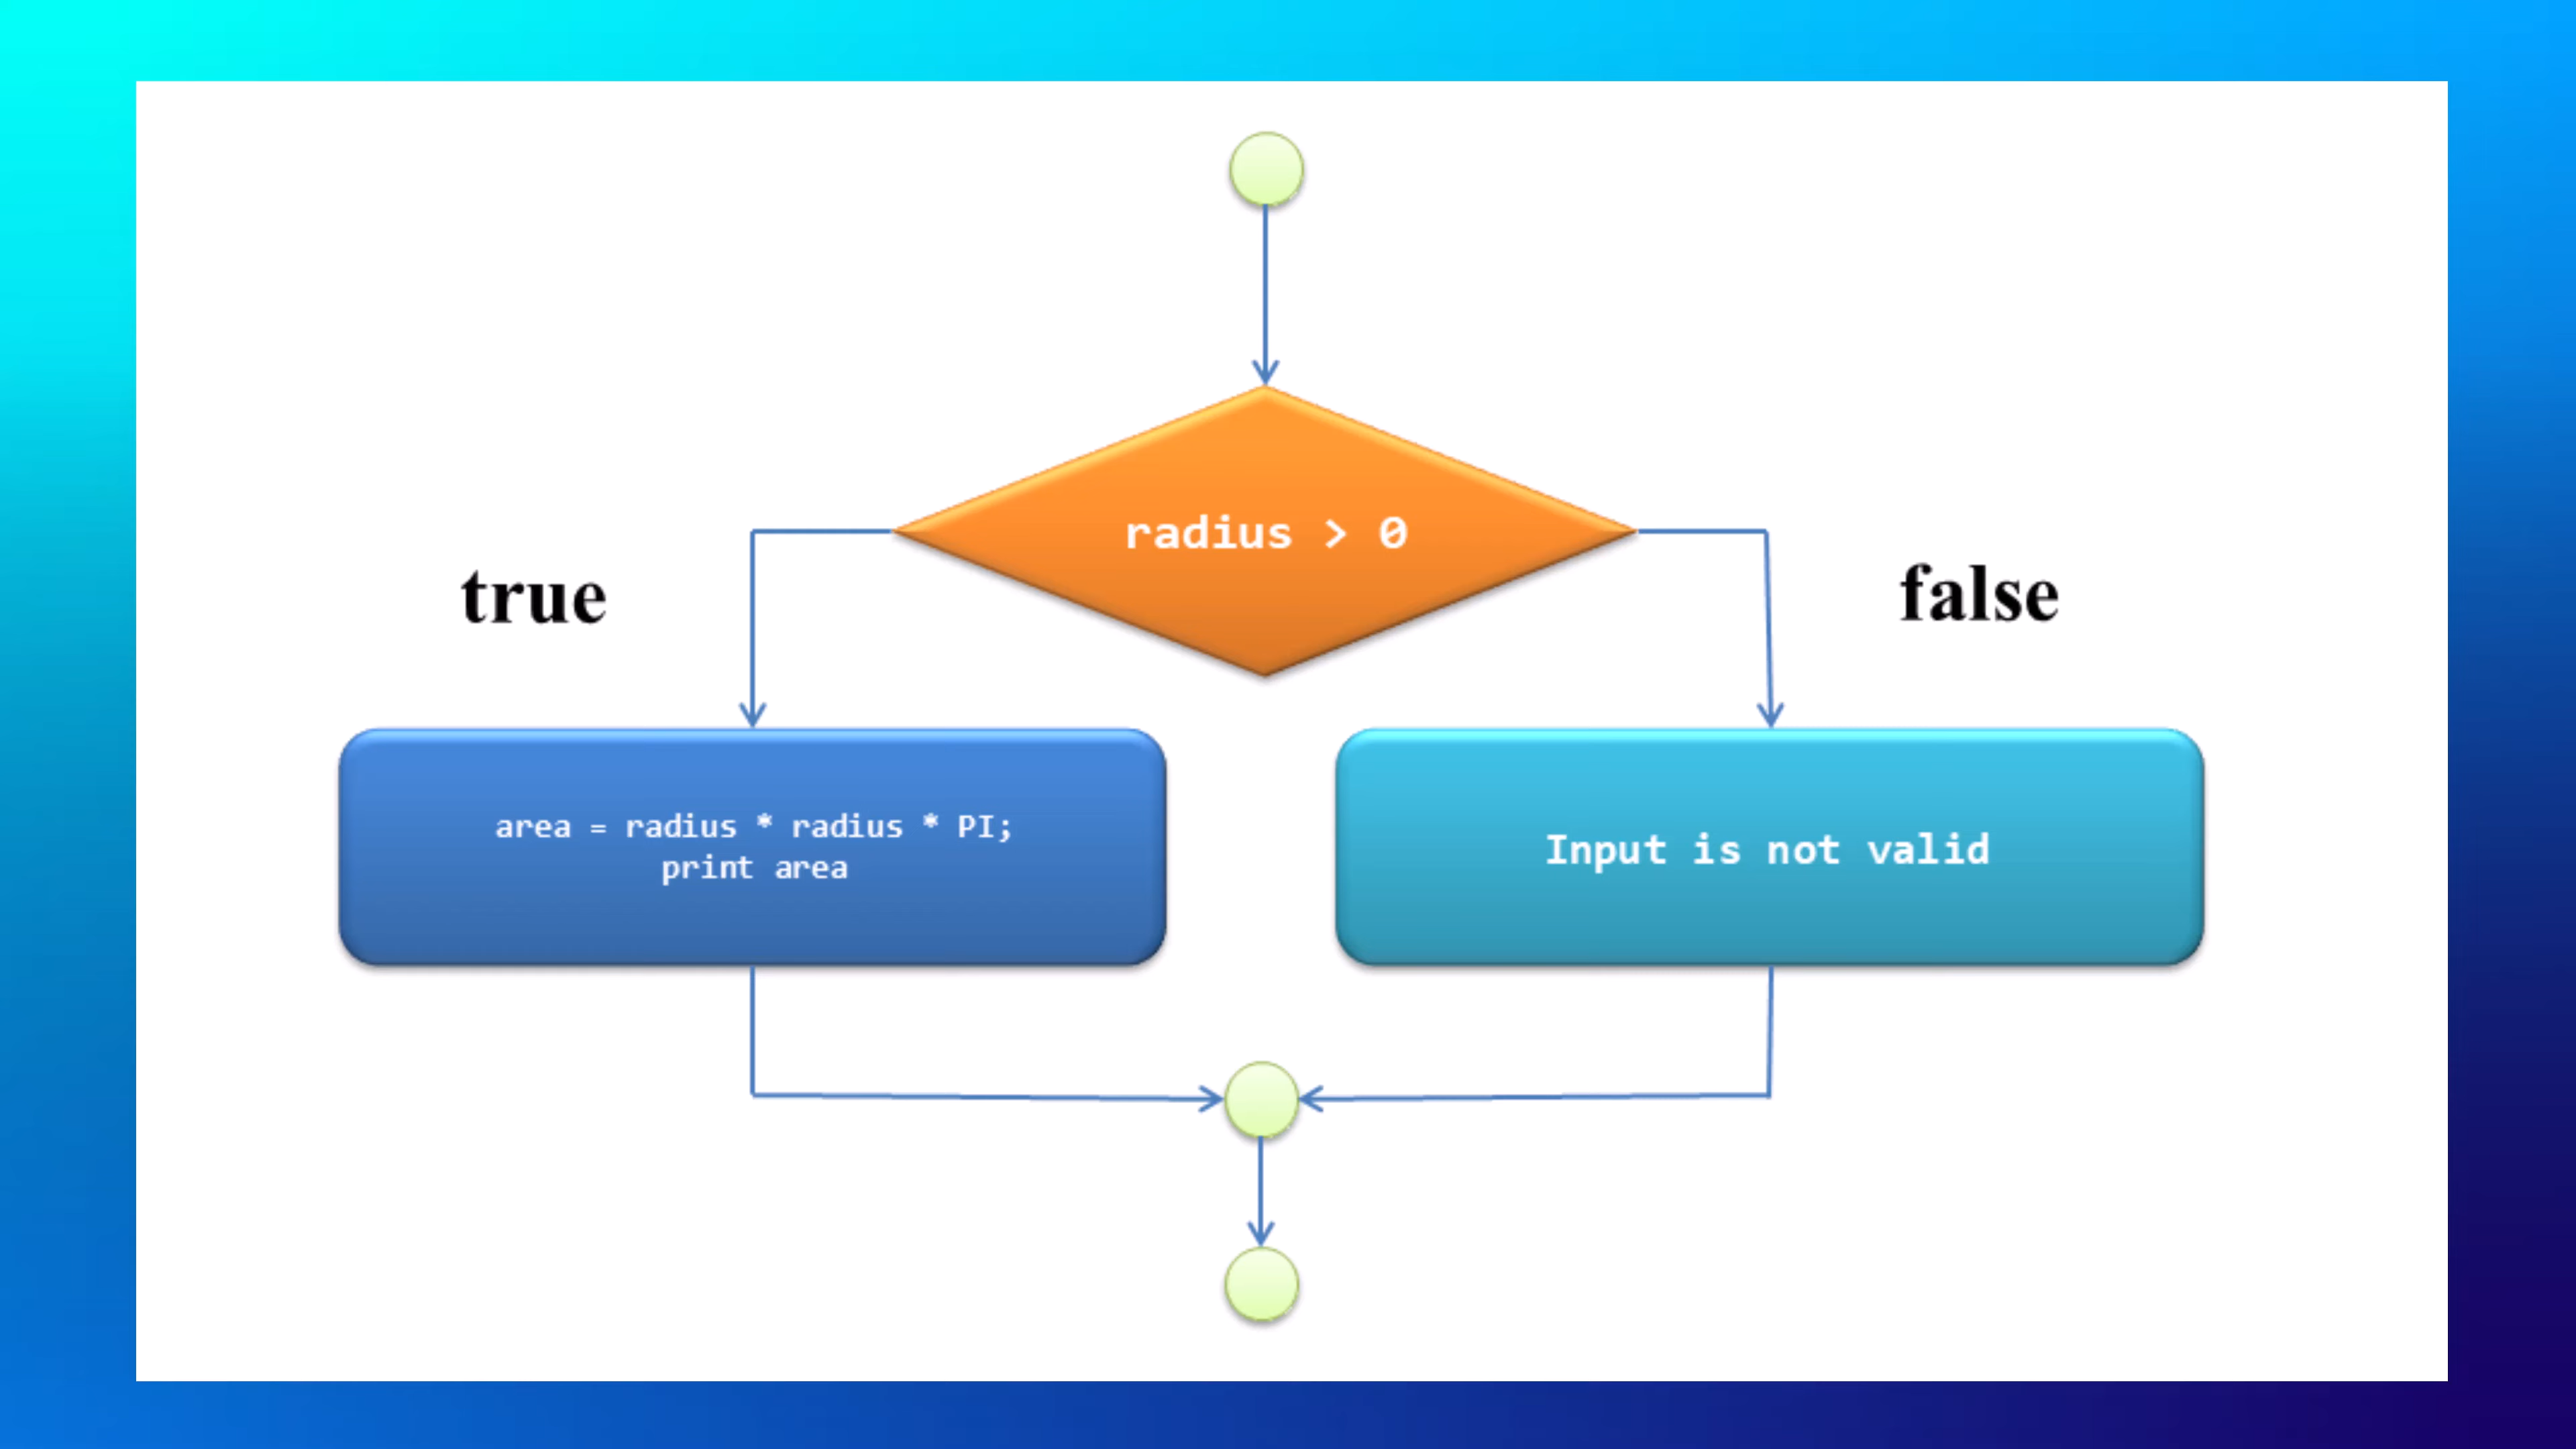 radius > 0
true
false
area = radius * radius * PI;
print area
Input is not valid